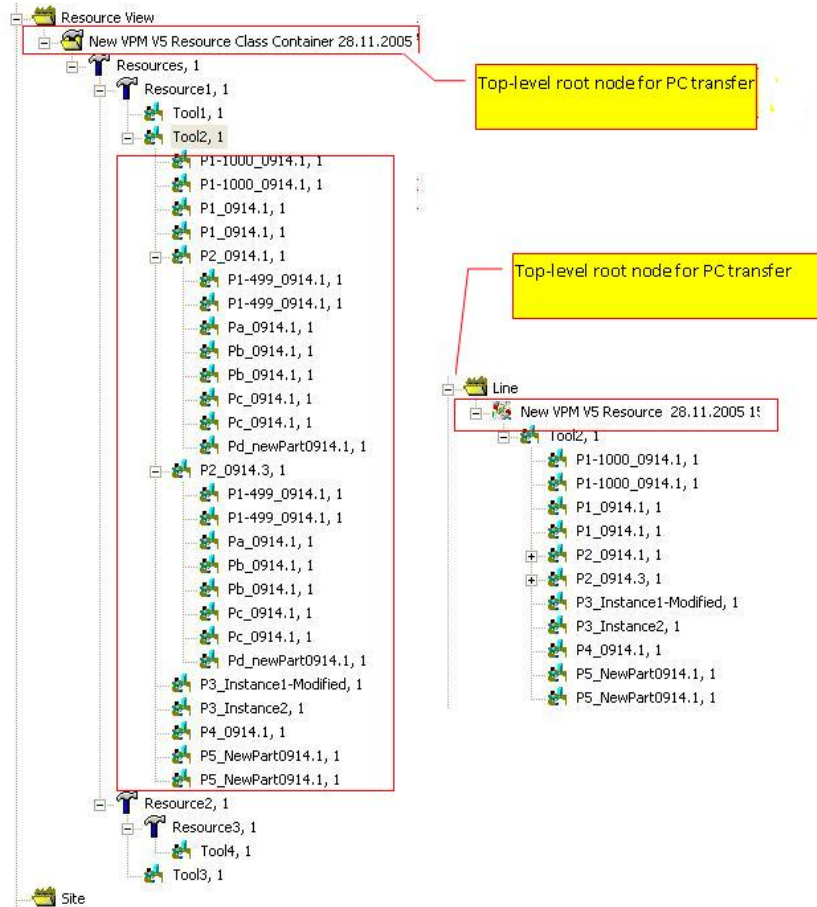 Resource View
New VPM V5 Resource Class Container 28.11.2005
Resources, 1
Resource1, 1
Tool1, 1
Tool2, 1
P1-1000_0914.1, 1
P1-1000_0914.1, 1
P1_0914.1, 1
P1_0914.1, 1
P2_0914.1, 1
P1-499_0914.1, 1
P1-499_0914.1, 1
Pa_0914.1, 1
Pb_0914.1, 1
Pb_0914.1, 1
Pc_0914.1, 1
Pc_0914.1, 1
Pd_newPart0914.1, 1
P2_0914.3, 1
P1-499_0914.1, 1
P1-499_0914.1, 1
Pa_0914.1, 1
Pb_0914.1, 1
Pb_0914.1, 1
Pc_0914.1, 1
Pc_0914.1, 1
Pd_newPart0914.1, 1
P3_Instance1-Modified, 1
P3_Instance2, 1
P4_0914.1, 1
P5_NewPart0914.1, 1
P5_NewPart0914.1, 1
Resource2, 1
Resource3, 1
Tool4, 1
Tool3, 1
Site
Top-level root node for PC transfer
Top-level root node for PC transfer
Line
New VPM V5 Resource 28.11.2005
Tool2, 1
P1-1000_0914.1, 1
P1-1000_0914.1, 1
P1_0914.1, 1
P1_0914.1, 1
P2_0914.1, 1
P2_0914.3, 1
P3_Instance1-Modified, 1
P3_Instance2, 1
P4_0914.1, 1
P5_NewPart0914.1, 1
P5_NewPart0914.1, 1